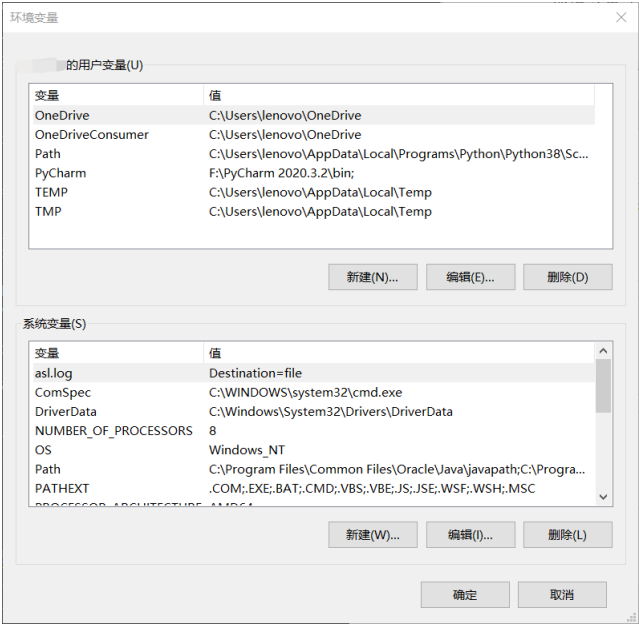 环境变量
的用户变量(U)
变量 值
OneDrive C:\Users\lenovo\OneDrive
OneDriveConsumer C:\Users\lenovo\OneDrive
Path C:\Users\lenovo\AppData\Local\Programs\Python\Python38\Sc...
PyCharm F:\PyCharm 2020.3.2\bin;
TEMP C:\Users\lenovo\AppData\Local\Temp
TMP C:\Users\lenovo\AppData\Local\Temp
新建(N)... 编辑(E)... 删除(D)
系统变量(S)
变量 值
asl.log Destination=file
ComSpec C:\WINDOWS\system32\cmd.exe
DriverData C:\Windows\System32\Drivers\DriverData
NUMBER_OF_PROCESSORS 8
OS Windows_NT
Path C:\Program Files\Common Files\Oracle\Java\javapath;C:\Progra...
PATHEXT .COM;.EXE;.BAT;.CMD;.VBS;.VBE;.JS;.JSE;.WSF;.WSH;.MSC
PROCESSOR_ARCHITECTURE AMD64
新建(W)... 编辑(I)... 删除(L)
确定 取消